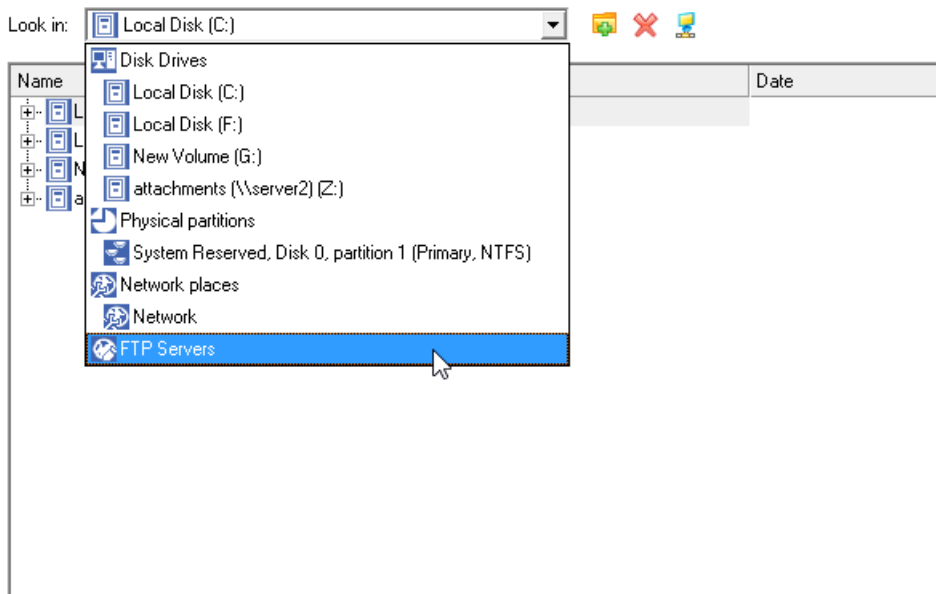 Look in: Local Disk (C:)
Disk Drives
Name Date
Local Disk (C:)
L
Local Disk (F:)
L
New Volume (G:)
N
attachments (\\server2) (Z:)
a
Physical partitions
System Reserved, Disk 0, partition 1 (Primary, NTFS)
Network places
Network
FTP Servers